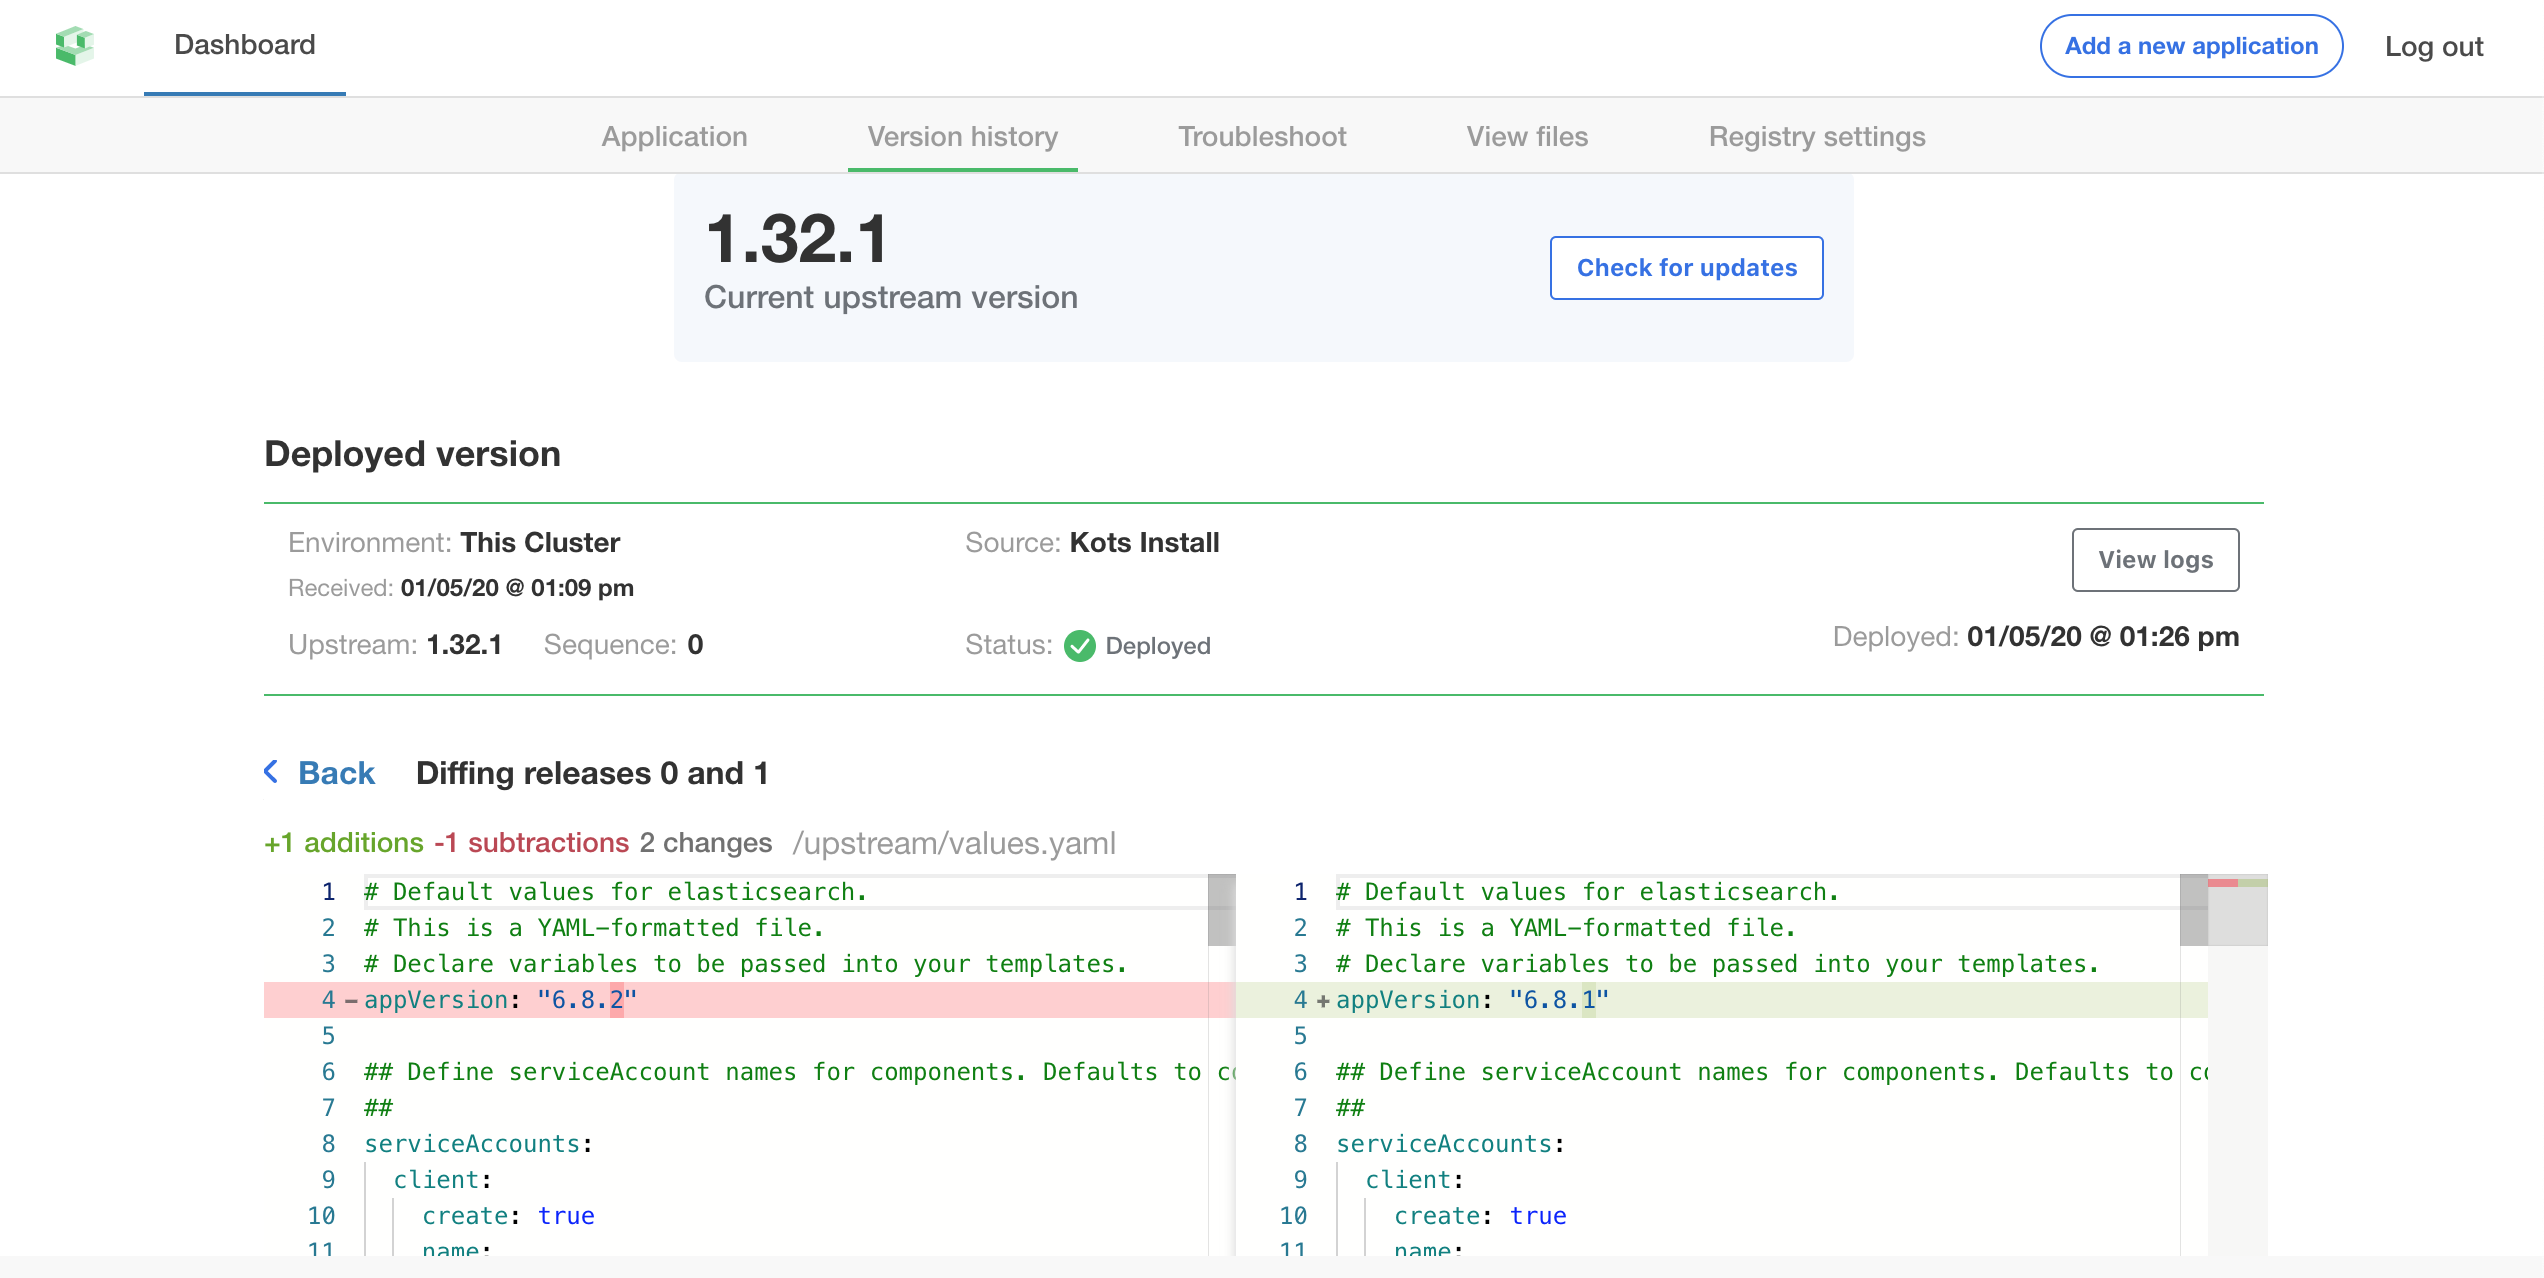 Dashboard
Add a new application
Log out
Application
Version history
Troubleshoot
View files
Registry settings
1.32.1
Current upstream version
Check for updates
Deployed version
Environment: This Cluster
Source: Kots Install
View logs
Received: 01/05/20 @ 01:09 pm
Upstream: 1.32.1 Sequence: 0
Status: Deployed
Deployed: 01/05/20 @ 01:26 pm
Back Diffing releases 0 and 1
+1 additions -1 subtractions 2 changes /upstream/values.yaml
1 # Default values for elasticsearch.
2 # This is a YAML-formatted file.
3 # Declare variables to be passed into your templates.
4 - appVersion: "6.8.2"
5
6 ## Define serviceAccount names for components. Defaults to
7 ##
8 serviceAccounts:
9 client:
10 create: true
11 name:
1 # Default values for elasticsearch.
2 # This is a YAML-formatted file.
3 # Declare variables to be passed into your templates.
4 + appVersion: "6.8.1"
5
6 ## Define serviceAccount names for components. Defaults to
7 ##
8 serviceAccounts:
9 client:
10 create: true
11 name: